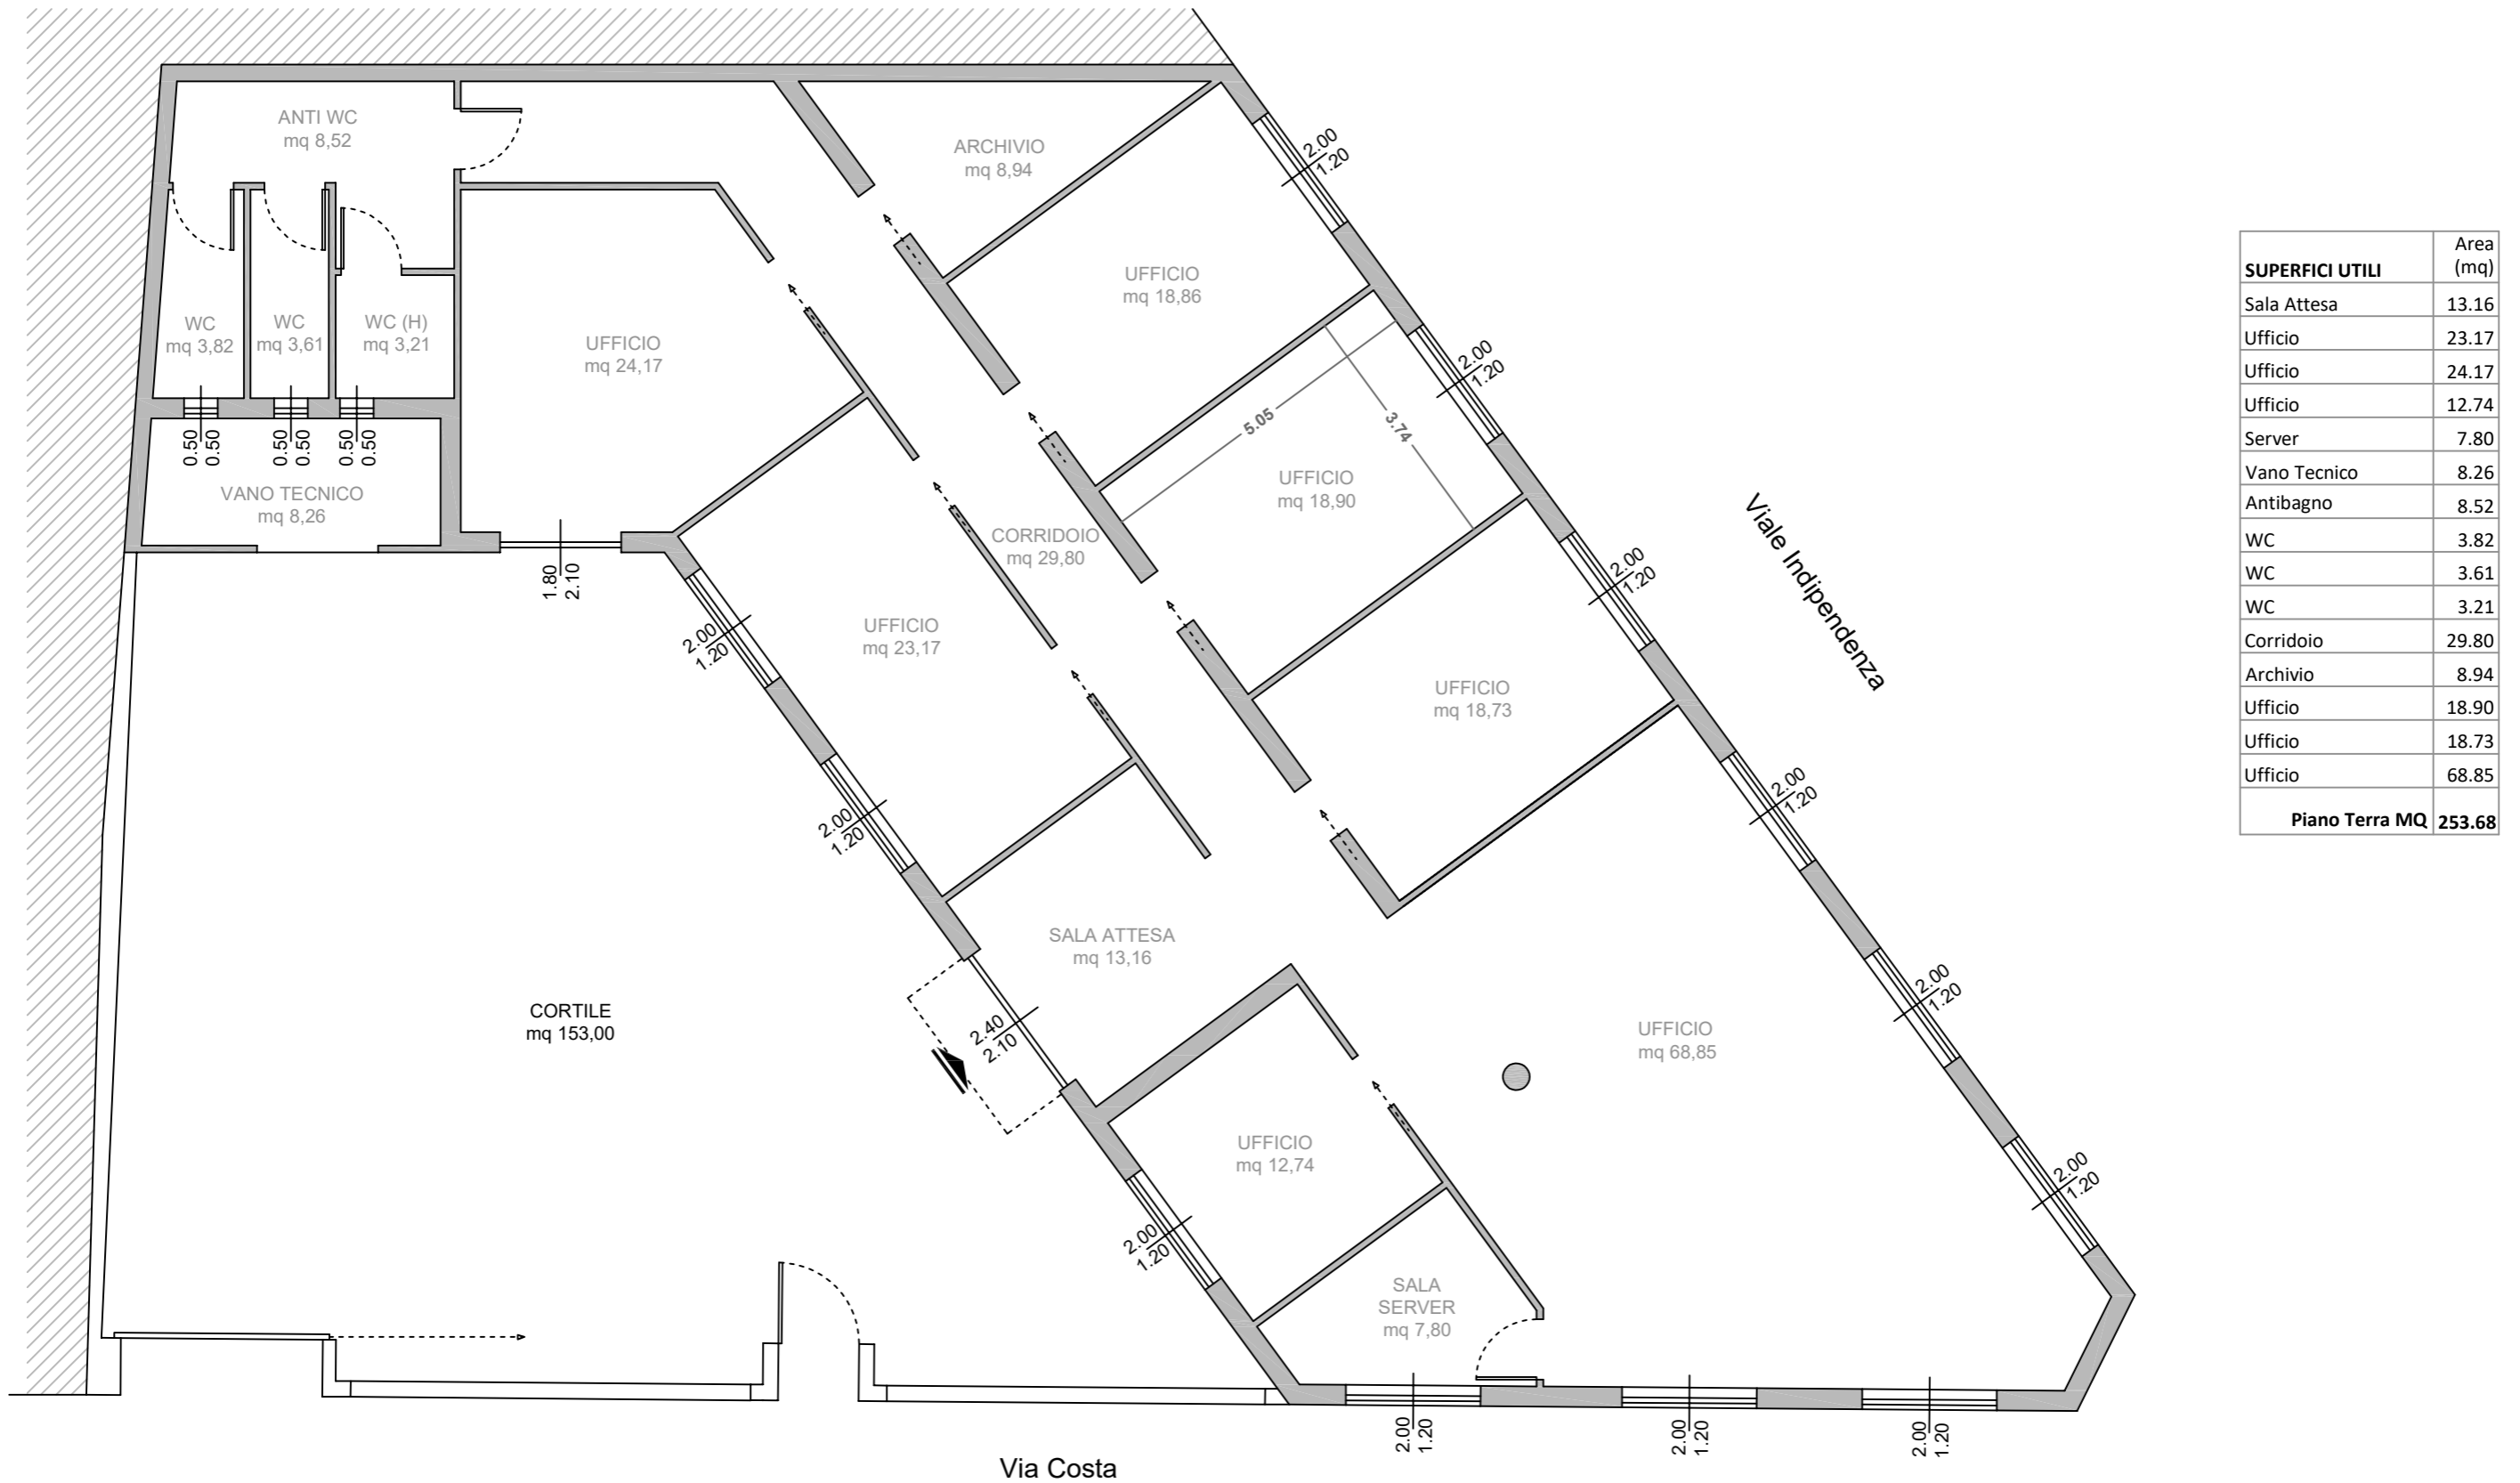 ANTI WC
mq 8,52
ARCHIVIO
mq 8,94
2.00
1.20
UFFICIO
mq 18,86
WC
mq 3,82
WC
mq 3,61
WC (H)
mq 3,21
UFFICIO
mq 24,17
2.00
1.20
5.05
3.74
0.50
0.50
0.50
0.50
0.50
0.50
VANO TECNICO
mq 8,26
UFFICIO
mq 18,90
CORRIDOIO
mq 29,80
1.80
2.10
2.00
1.20
Viale Indipendenza
UFFICIO
mq 23,17
2.00
1.20
UFFICIO
mq 18,73
2.00
1.20
2.00
1.20
SALA ATTESA
mq 13,16
2.00
1.20
CORTILE
mq 153,00
2.40
2.10
UFFICIO
mq 68,85
UFFICIO
mq 12,74
2.00
1.20
2.00
1.20
SALA
SERVER
mq 7,80
2.00
1.20
2.00
1.20
2.00
1.20
Via Costa
SUPERFICI UTILI Area (mq)
Sala Attesa 13.16
Ufficio 23.17
Ufficio 24.17
Ufficio 12.74
Server 7.80
Vano Tecnico 8.26
Antibagno 8.52
WC 3.82
WC 3.61
WC 3.21
Corridoio 29.80
Archivio 8.94
Ufficio 18.90
Ufficio 18.73
Ufficio 68.85
Piano Terra MQ 253.68